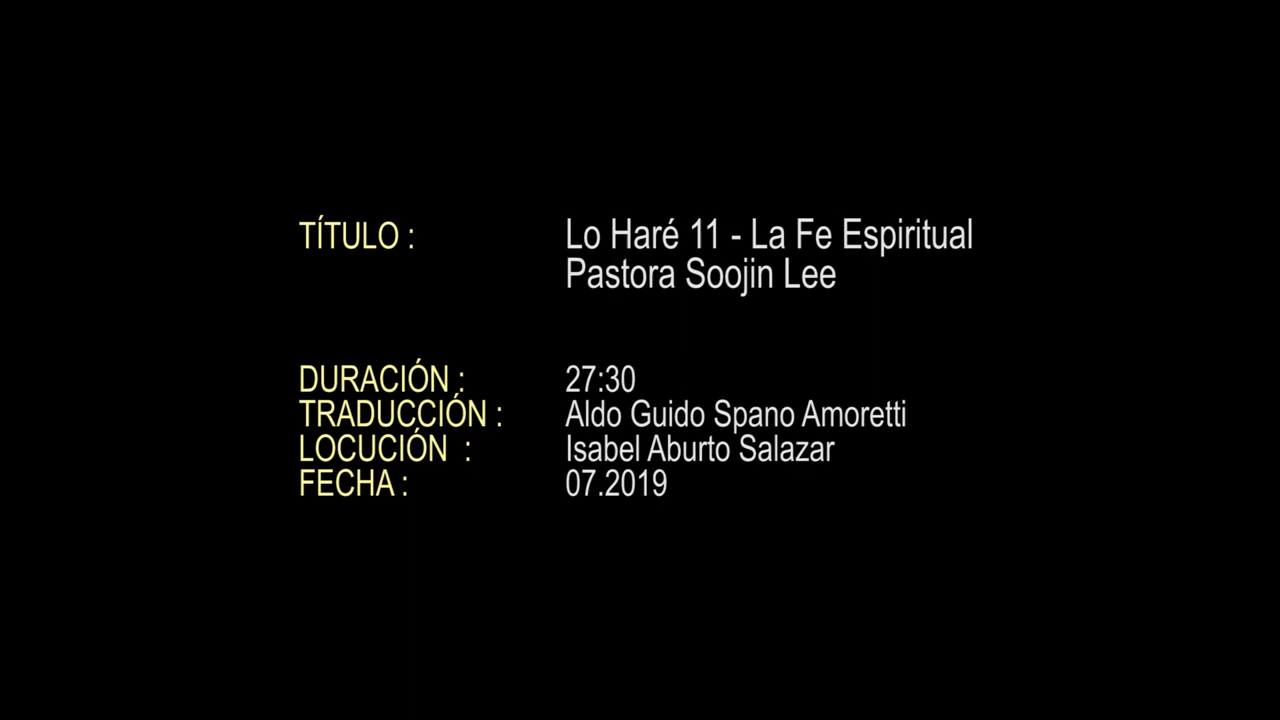 TÍTULO : Lo Haré 11 - La Fe Espiritual
Pastora Soojin Lee
DURACIÓN : 27:30
TRADUCCIÓN : Aldo Guido Spano Amoretti
LOCUCIÓN : Isabel Aburto Salazar
FECHA : 07.2019